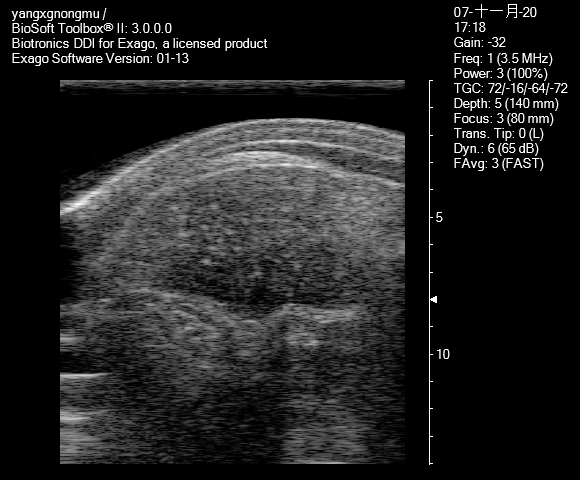 yangxgnongmu /
BioSoft Toolbox® II: 3.0.0.0
Biotronics DDI for Exago, a licensed product
Exago Software Version: 01-13
07-十一月-20
17:18
Gain: -32
Freq: 1 (3.5 MHz)
Power: 3 (100%)
TGC: 72/-16/-64/-72
Depth: 5 (140 mm)
Focus: 3 (80 mm)
Trans. Tip: 0 (L)
Dyn.: 6 (65 dB)
FAvg: 3 (FAST)
5
10